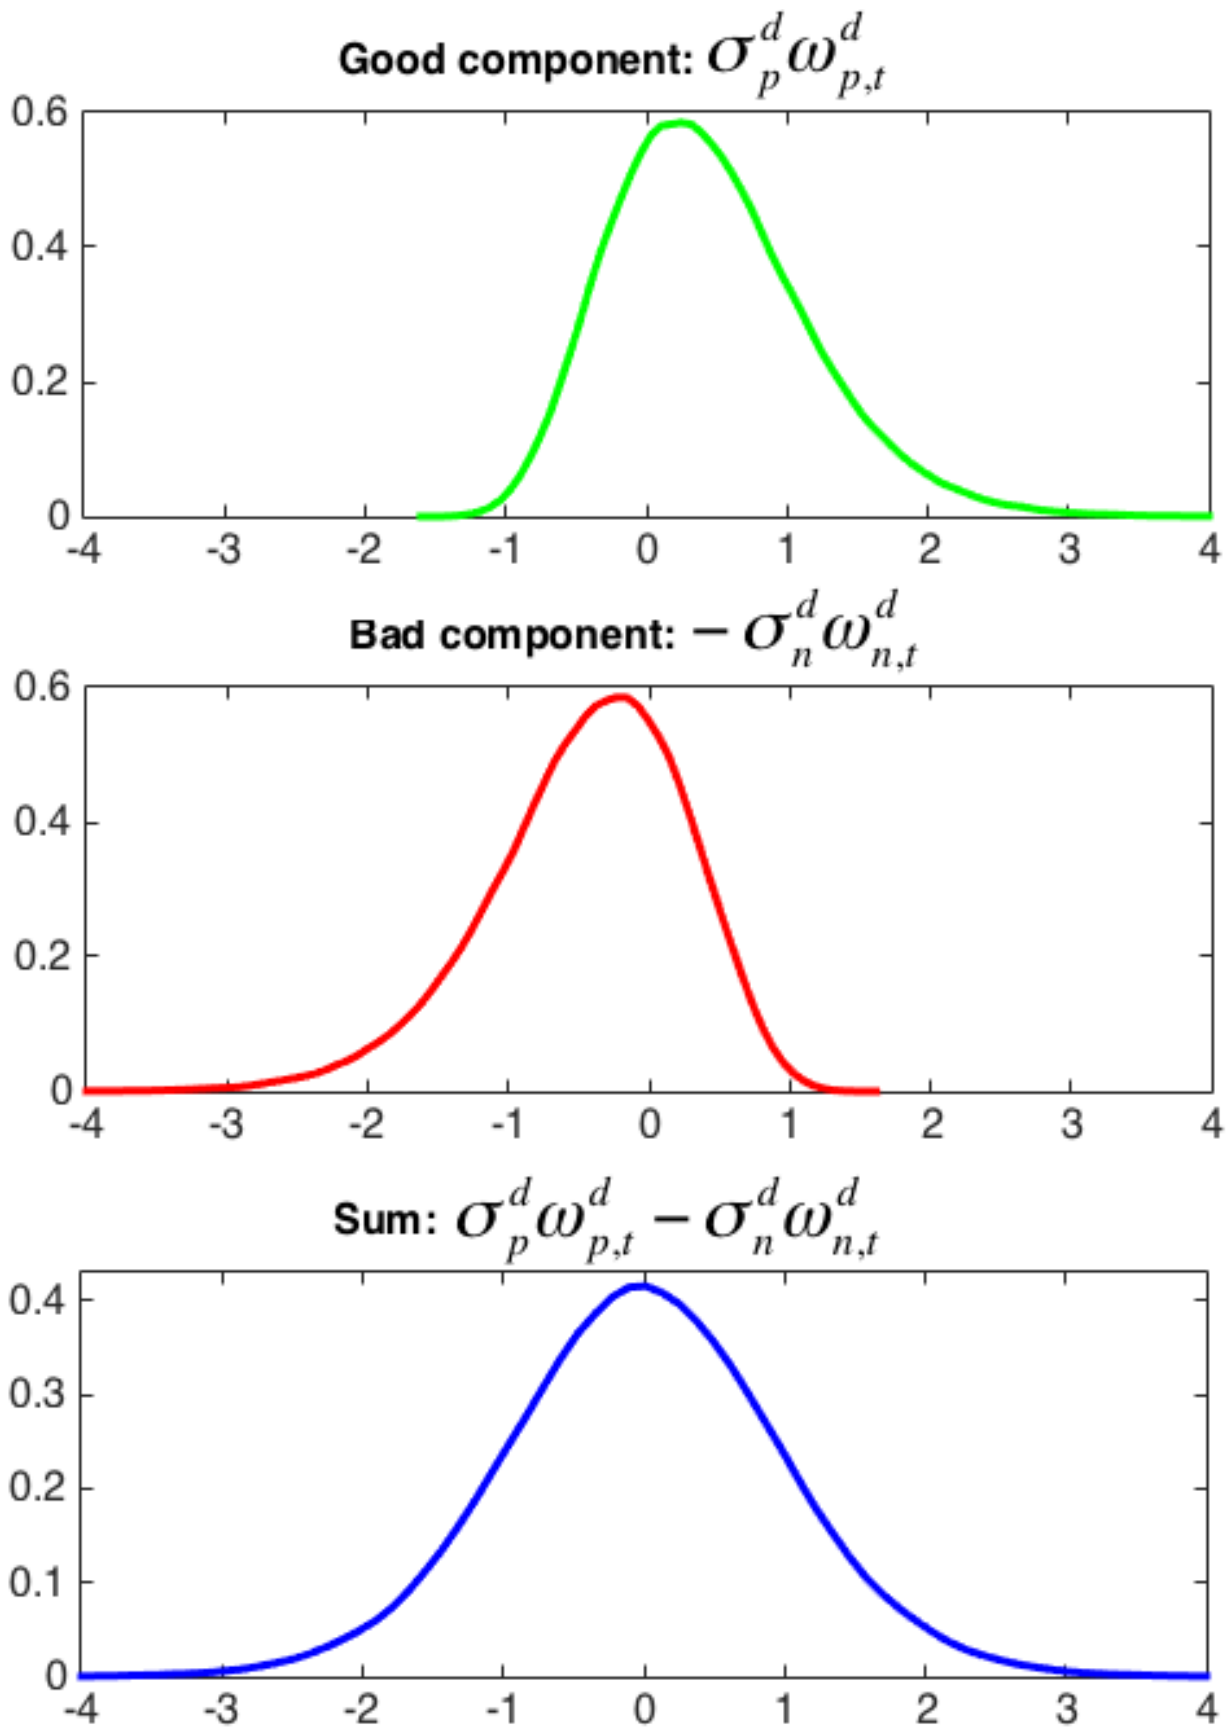 Good component: σ_p^d ω_{p,t}^d
0.6
0.4
0.2
0
-4 -3 -2 -1 0 1 2 3 4
Bad component: − σ_n^d ω_{n,t}^d
0.6
0.4
0.2
0
-4 -3 -2 -1 0 1 2 3 4
Sum: σ_p^d ω_{p,t}^d − σ_n^d ω_{n,t}^d
0.4
0.3
0.2
0.1
0
-4 -3 -2 -1 0 1 2 3 4